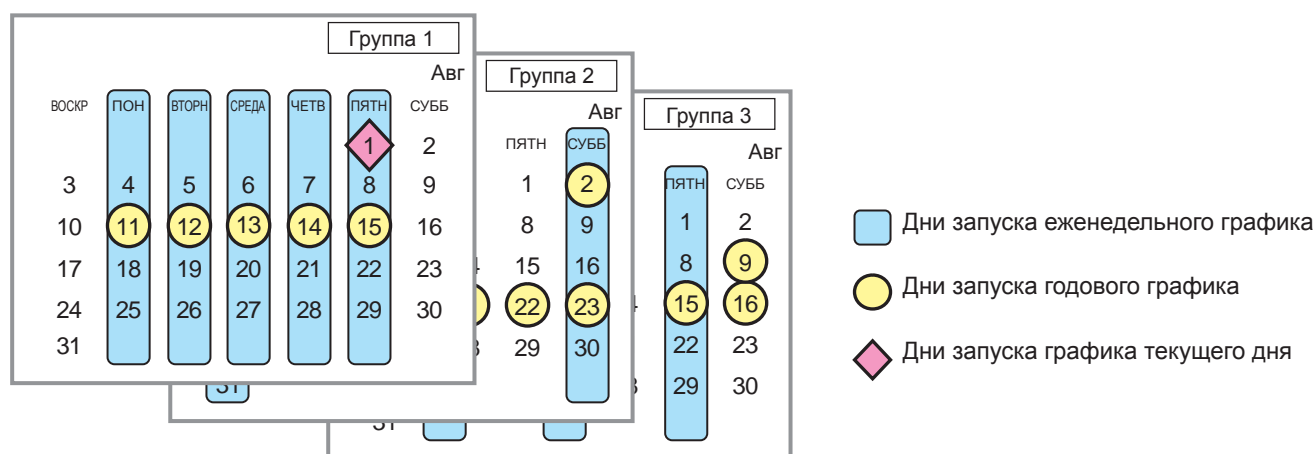 Группа 1
Авг
ВОСКР ПОН ВТОРН СРЕДА ЧЕТВ ПЯТН СУББ
1 2
3 4 5 6 7 8 9
10 11 12 13 14 15 16
17 18 19 20 21 22 23
24 25 26 27 28 29 30
31
Группа 2
Авг
ПЯТН СУББ
1 2
8 9
15 16
22 23
29 30
31
Группа 3
Авг
ПЯТН СУББ
1 2
8 9
15 16
22 23
29 30
31
Дни запуска еженедельного графика
Дни запуска годового графика
Дни запуска графика текущего дня